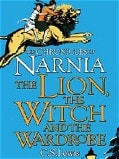 THE CHRONICLES OF
NARNIA
THE LION,
THE
WITCH
AND THE
WARDROBE
C.S. LEWIS